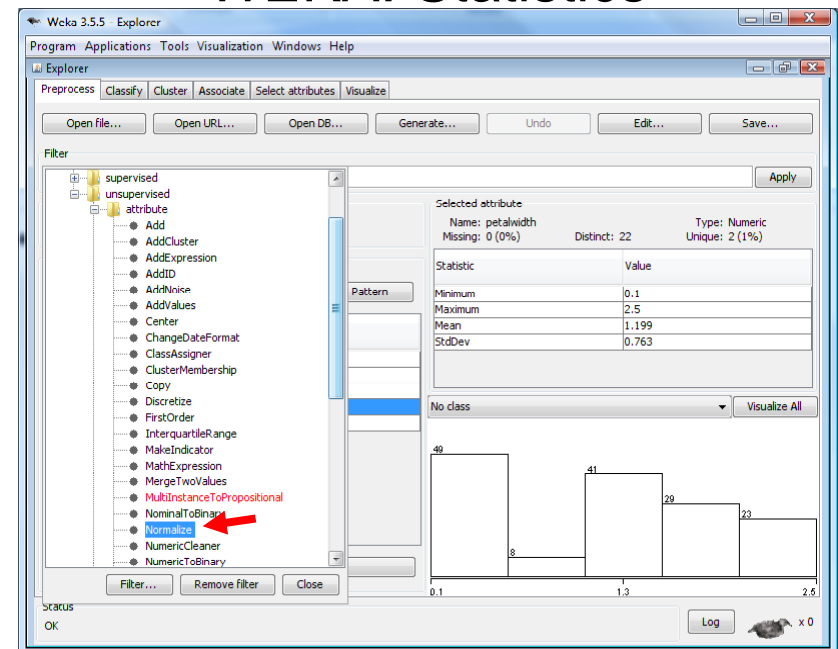 Weka 3.5.5 - Explorer
Program Applications Tools Visualization Windows Help
Explorer
Preprocess Classify Cluster Associate Select attributes Visualize
Open file... Open URL... Open DB... Generate... Undo Edit... Save...
Filter
Apply
supervised
unsupervised
attribute
Add
AddCluster
AddExpression
AddID
AddNoise
AddValues
Center
ChangeDateFormat
ClassAssigner
ClusterMembership
Copy
Discretize
FirstOrder
InterquartileRange
MakeIndicator
MathExpression
MergeTwoValues
MultiInstanceToPropositional
NominalToBinary
Normalize
NumericCleaner
NumericToBinary
Filter... Remove filter Close
Pattern
Selected attribute
Name: petalwidth Type: Numeric
Missing: 0 (0%) Distinct: 22 Unique: 2 (1%)
Statistic Value
Minimum 0.1
Maximum 2.5
Mean 1.199
StdDev 0.763
No class Visualize All
49
41
29
23
8
0.1 1.3 2.5
Status
OK
Log x 0